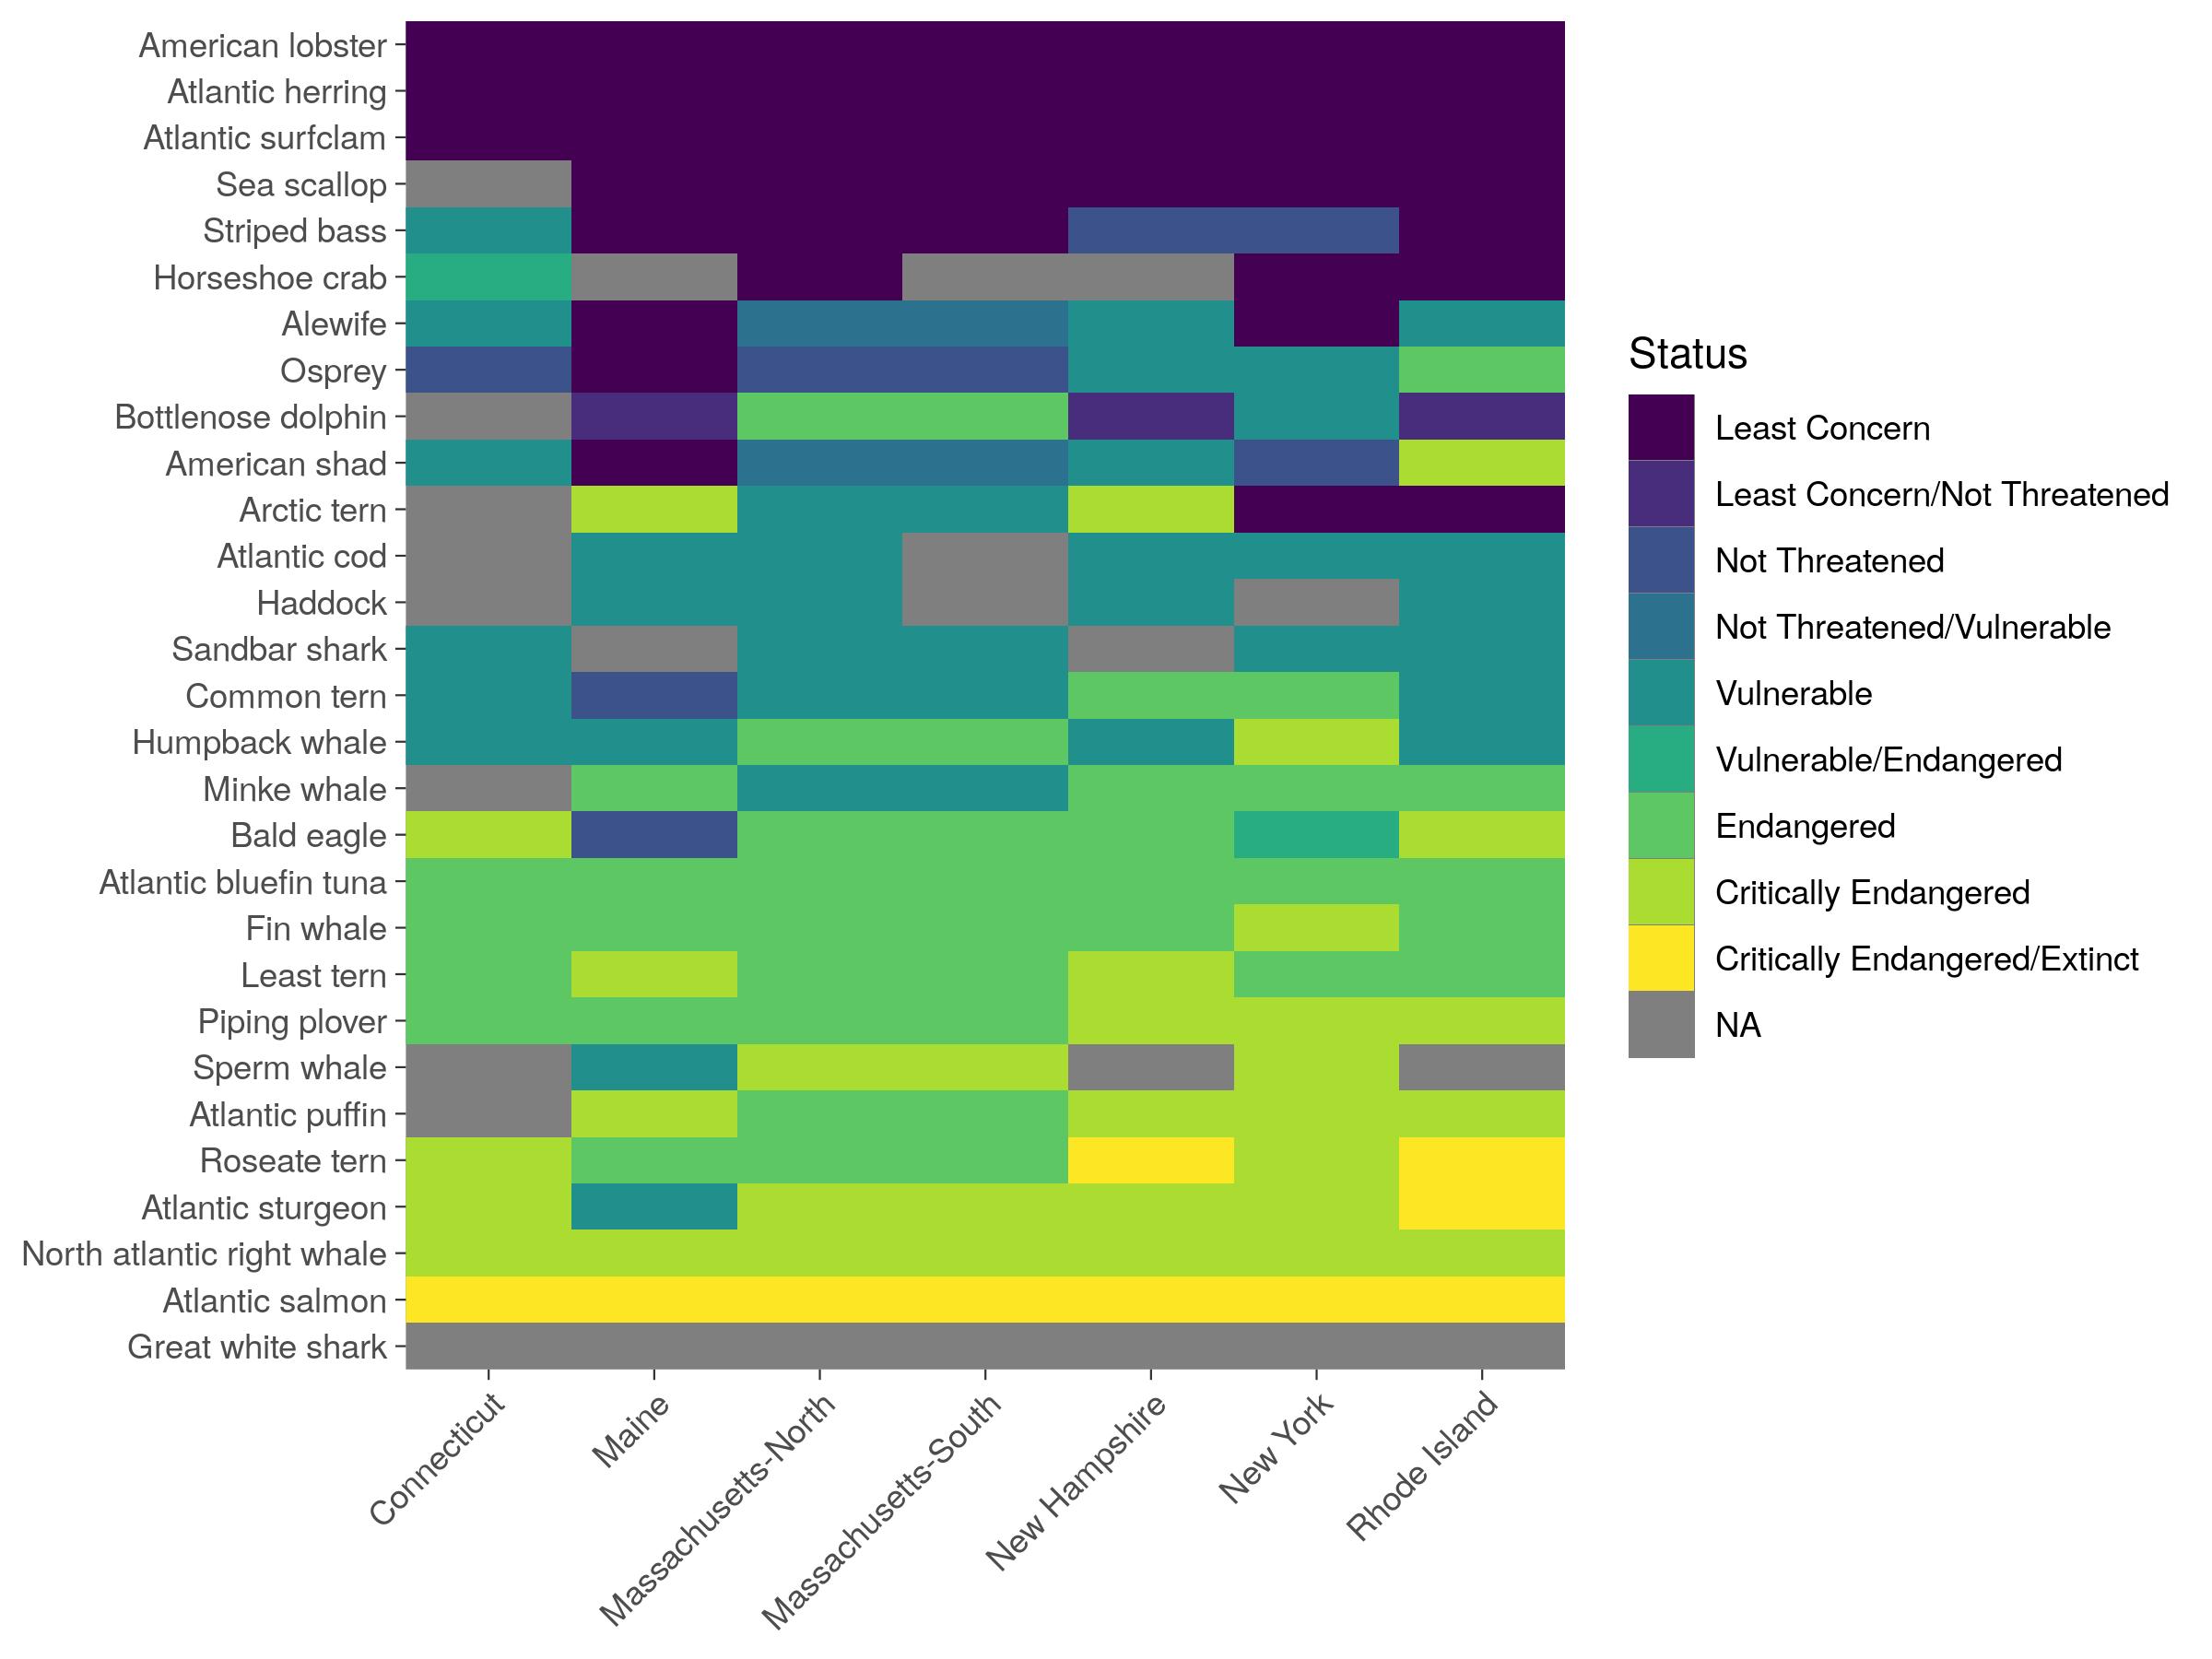 American lobster
Atlantic herring
Atlantic surfclam
Sea scallop
Striped bass
Horseshoe crab
Alewife
Osprey
Bottlenose dolphin
American shad
Arctic tern
Atlantic cod
Haddock
Sandbar shark
Common tern
Humpback whale
Minke whale
Bald eagle
Atlantic bluefin tuna
Fin whale
Least tern
Piping plover
Sperm whale
Atlantic puffin
Roseate tern
Atlantic sturgeon
North atlantic right whale
Atlantic salmon
Great white shark
Connecticut
Maine
Massachusetts-North
Massachusetts-South
New Hampshire
New York
Rhode Island
Status
Least Concern
Least Concern/Not Threatened
Not Threatened
Not Threatened/Vulnerable
Vulnerable
Vulnerable/Endangered
Endangered
Critically Endangered
Critically Endangered/Extinct
NA